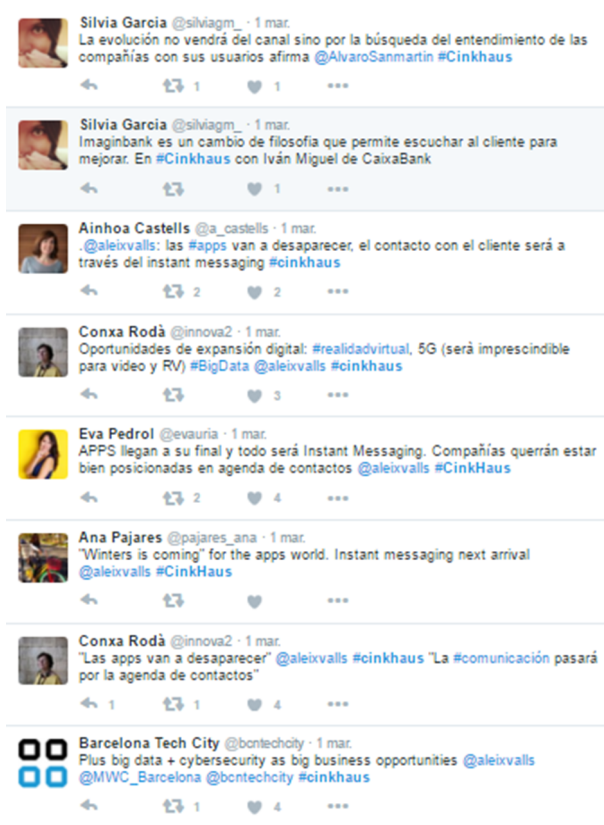 Silvia Garcia @silviagm_ · 1 mar.
La evolución no vendrá del canal sino por la búsqueda del entendimiento de las
compañías con sus usuarios afirma @AlvaroSanmartin #Cinkhaus
1 1
Silvia Garcia @silviagm_ · 1 mar.
Imaginbank es un cambio de filosofia que permite escuchar al cliente para
mejorar. En #Cinkhaus con Iván Miguel de CaixaBank
1
Ainhoa Castells @a_castells · 1 mar.
.@aleixvalls: las #apps van a desaparecer, el contacto con el cliente será a
través del instant messaging #cinkhaus
2 2
Conxa Rodà @innova2 · 1 mar.
Oportunidades de expansión digital: #realidadvirtual, 5G (serà imprescindible
para video y RV) #BigData @aleixvalls #cinkhaus
3
Eva Pedrol @evauria · 1 mar.
APPS llegan a su final y todo será Instant Messaging. Compañías querrán estar
bien posicionadas en agenda de contactos @aleixvalls #CinkHaus
2 4
Ana Pajares @pajares_ana · 1 mar.
"Winters is coming" for the apps world. Instant messaging next arrival
@aleixvalls #CinkHaus
Conxa Rodà @innova2 · 1 mar.
"Las apps van a desaparecer" @aleixvalls #cinkhaus "La #comunicación pasará
por la agenda de contactos"
1 1 4
Barcelona Tech City @bcntechcity · 1 mar.
Plus big data + cybersecurity as big business opportunities @aleixvalls
@MWC_Barcelona @bcntechcity #cinkhaus
1 4